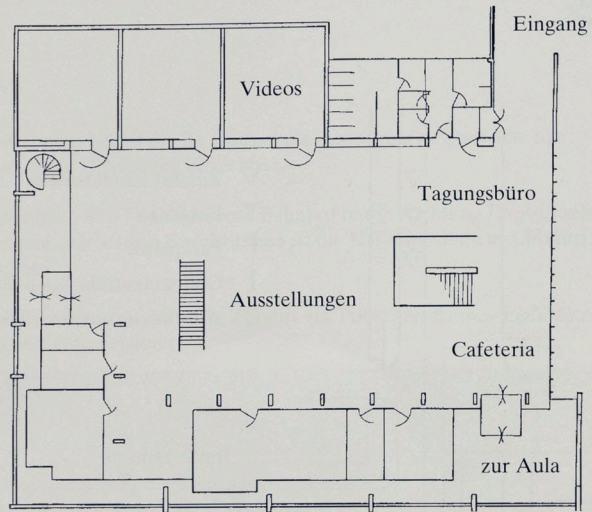 Eingang
Videos
Tagungsbüro
Ausstellungen
Cafeteria
zur Aula